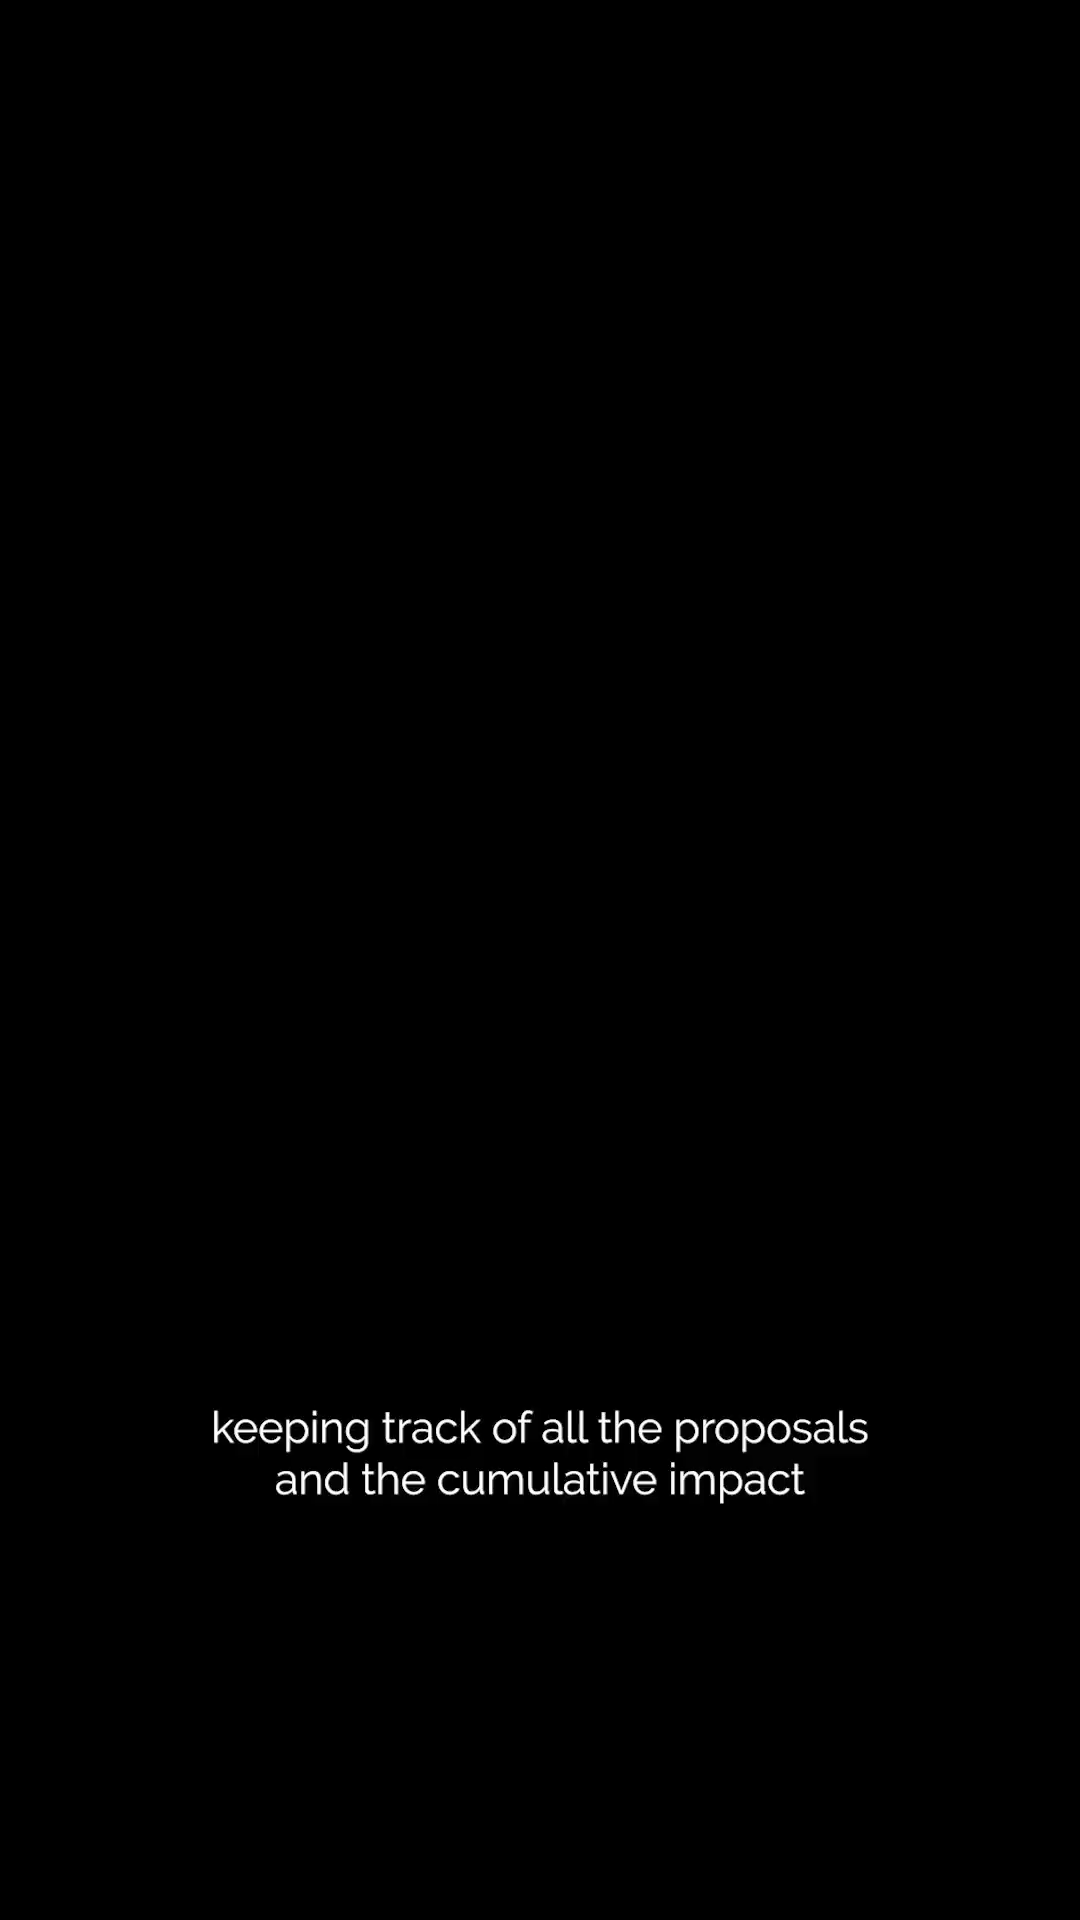 keeping track of all the proposals
and the cumulative impact